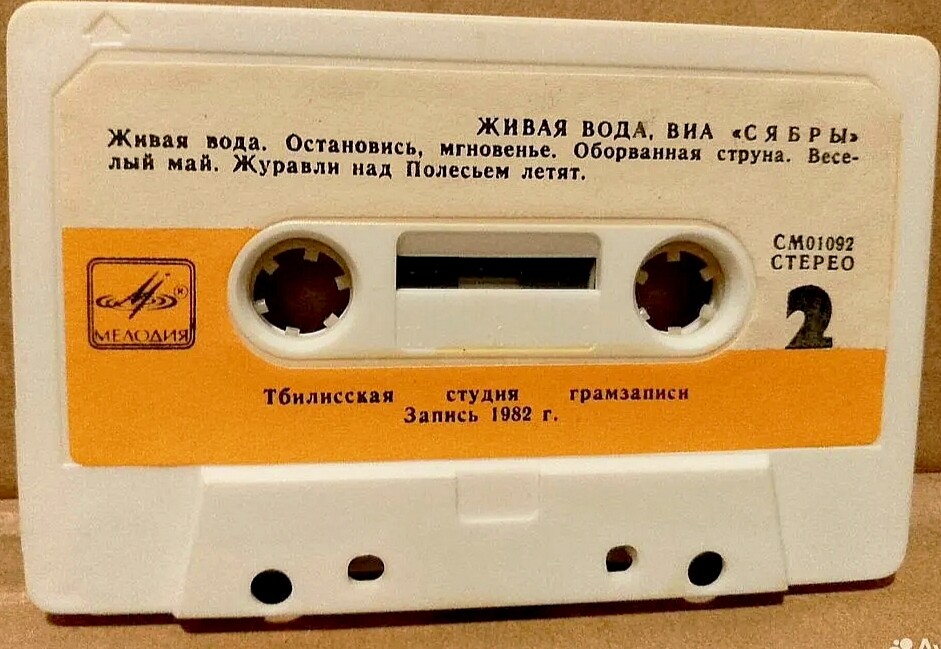 ЖИВАЯ ВОДА, ВИА «СЯБРЫ»
Живая вода. Остановись, мгновенье. Оборванная струна. Весе-
лый май. Журавли над Полесьем летят.
СМ01092
СТЕРЕО
2
МЕЛОДИЯ
Тбилисская студия грамзаписи
Запись 1982 г.